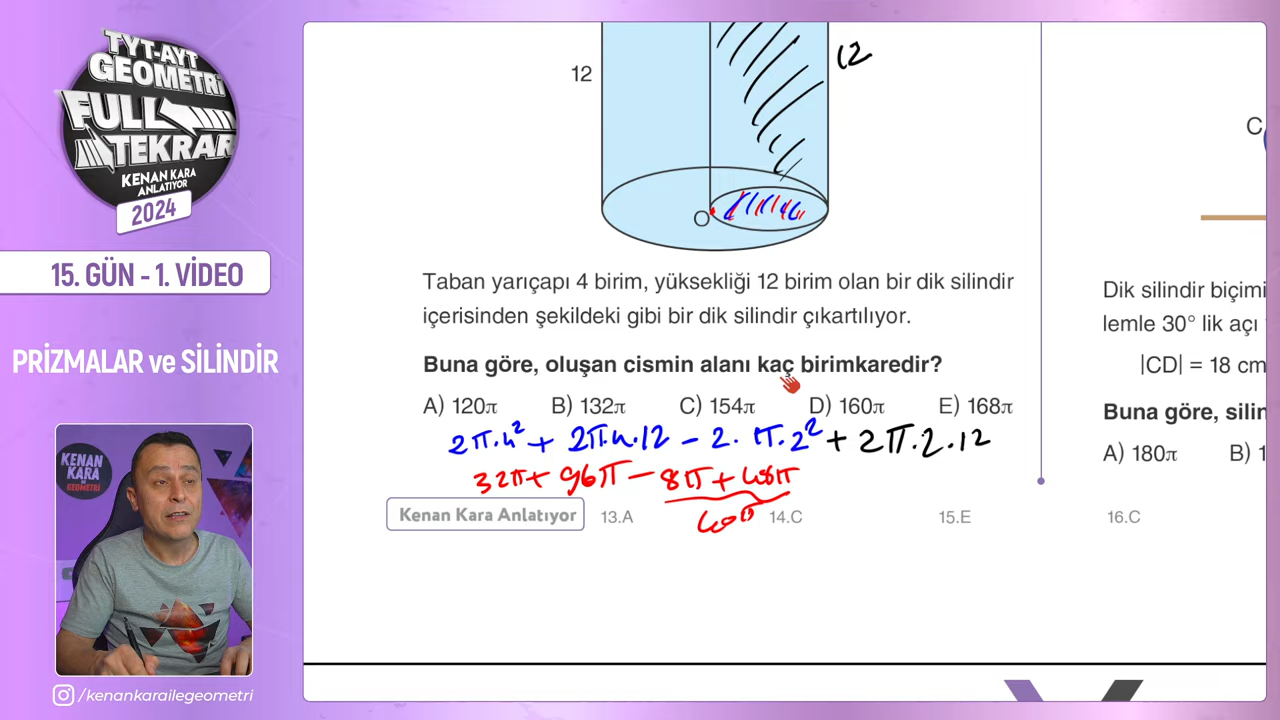 TYT-AYT
GEOMETRİ
FULL
TEKRAR
KENAN KARA
ANLATIYOR
2024
15. GÜN - 1. VİDEO
PRİZMALAR ve SİLİNDİR
KENAN
KARA
GEOMETRİ
/kenankarailegeometri
12
12
O
Taban yarıçapı 4 birim, yüksekliği 12 birim olan bir dik silindir
içerisinden şekildeki gibi bir dik silindir çıkartılıyor.
Buna göre, oluşan cismin alanı kaç birimkaredir?
A) 120π B) 132π C) 154π D) 160π E) 168π
2π.4² + 2π.4.12 - 2. π.2² + 2π.2.12
32π + 96π - 8π + 48π
40π
Kenan Kara Anlatıyor 13.A 14.C 15.E 16.C
C
Dik silindir biçimi
lemle 30° lik açı
|CD| = 18 cm
Buna göre, silin
A) 180π B) 1